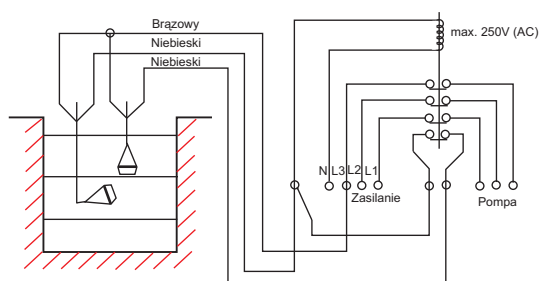 Brązowy
Niebieski
Niebieski
max. 250V (AC)
N L3 L2 L1
Zasilanie
Pompa